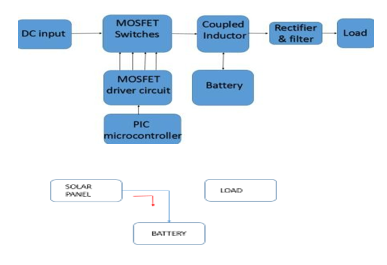 DC input
MOSFET
Switches
Coupled
Inductor
Rectifier
& filter
Load
MOSFET
driver circuit
Battery
PIC
microcontroller
SOLAR
PANEL
LOAD
BATTERY